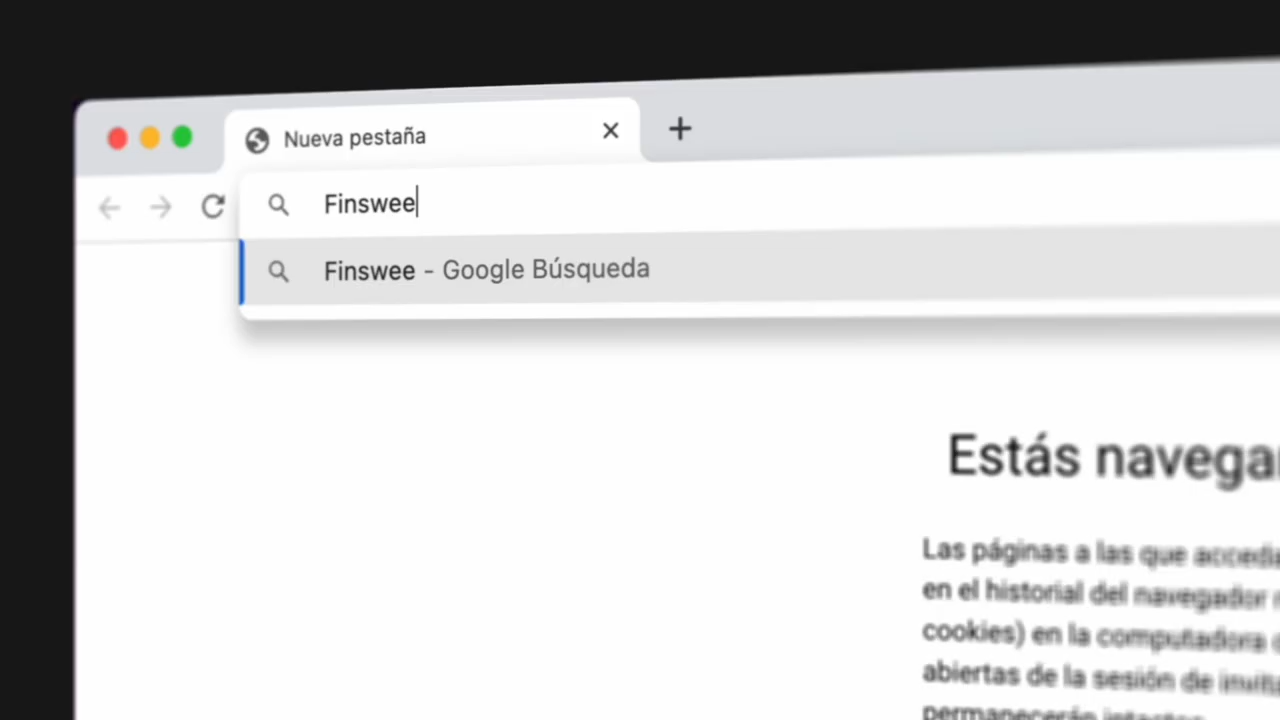 Nueva pestaña
Finswee
Finswee - Google Búsqueda
Estás navega
Las páginas a las que
en el historial del navegador
cookies) en la computadora
abiertas de la sesión de